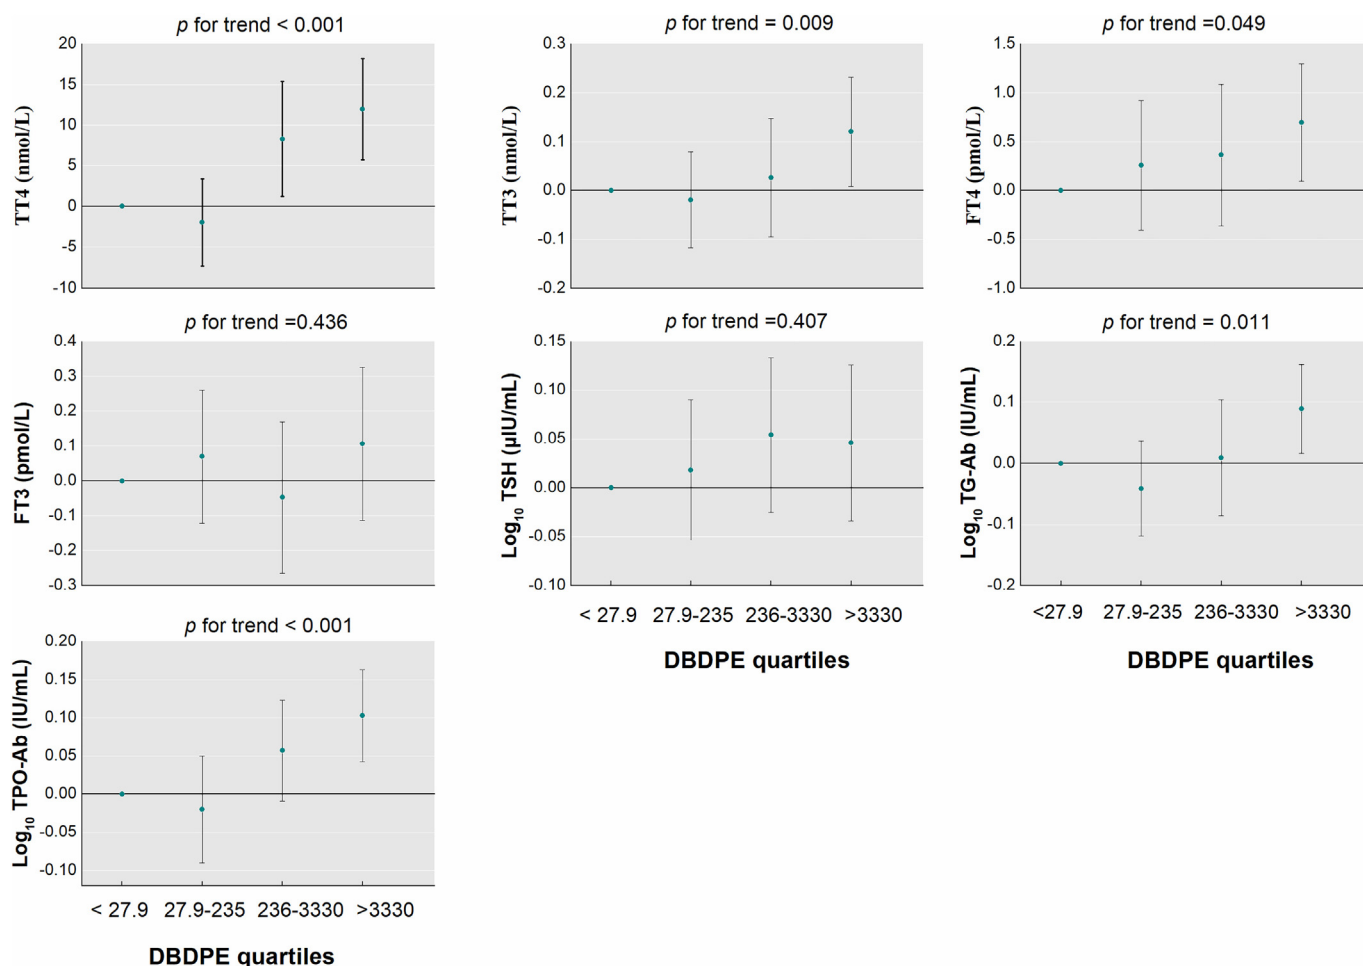 p for trend < 0.001
20
15
10
5
0
-5
-10
TT4 (nmol/L)
p for trend = 0.009
0.3
0.2
0.1
0.0
-0.1
-0.2
TT3 (nmol/L)
p for trend =0.049
1.5
1.0
0.5
0.0
-0.5
-1.0
FT4 (pmol/L)
p for trend =0.436
0.4
0.3
0.2
0.1
0.0
-0.1
-0.2
-0.3
FT3 (pmol/L)
p for trend =0.407
0.15
0.10
0.05
0.00
-0.05
-0.10
Log₁₀ TSH (µIU/mL)
< 27.9 27.9-235 236-3330 >3330
DBDPE quartiles
p for trend = 0.011
0.2
0.1
0.0
-0.1
-0.2
Log₁₀ TG-Ab (IU/mL)
<27.9 27.9-235 236-3330 >3330
DBDPE quartiles
p for trend < 0.001
0.20
0.15
0.10
0.05
0.00
-0.05
-0.10
Log₁₀ TPO-Ab (IU/mL)
< 27.9 27.9-235 236-3330 >3330
DBDPE quartiles